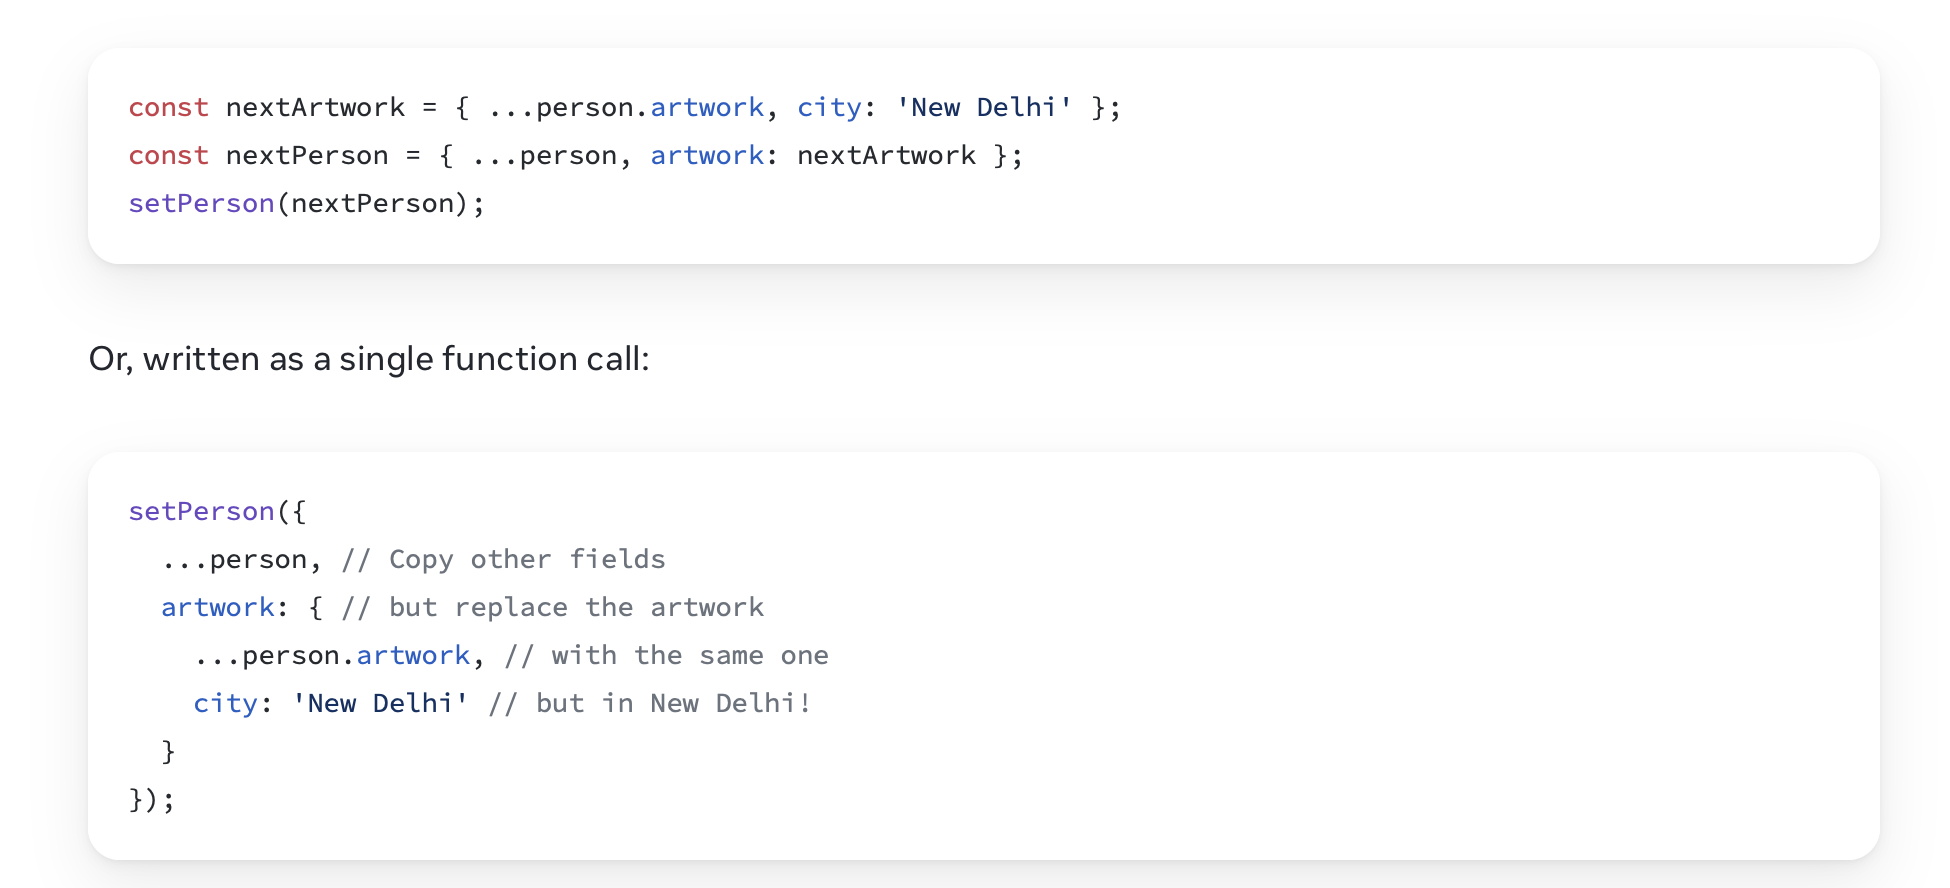 const nextArtwork = { ...person.artwork, city: 'New Delhi' };
const nextPerson = { ...person, artwork: nextArtwork };
setPerson(nextPerson);
Or, written as a single function call:
setPerson({
  ...person, // Copy other fields
  artwork: { // but replace the artwork
    ...person.artwork, // with the same one
    city: 'New Delhi' // but in New Delhi!
  }
});